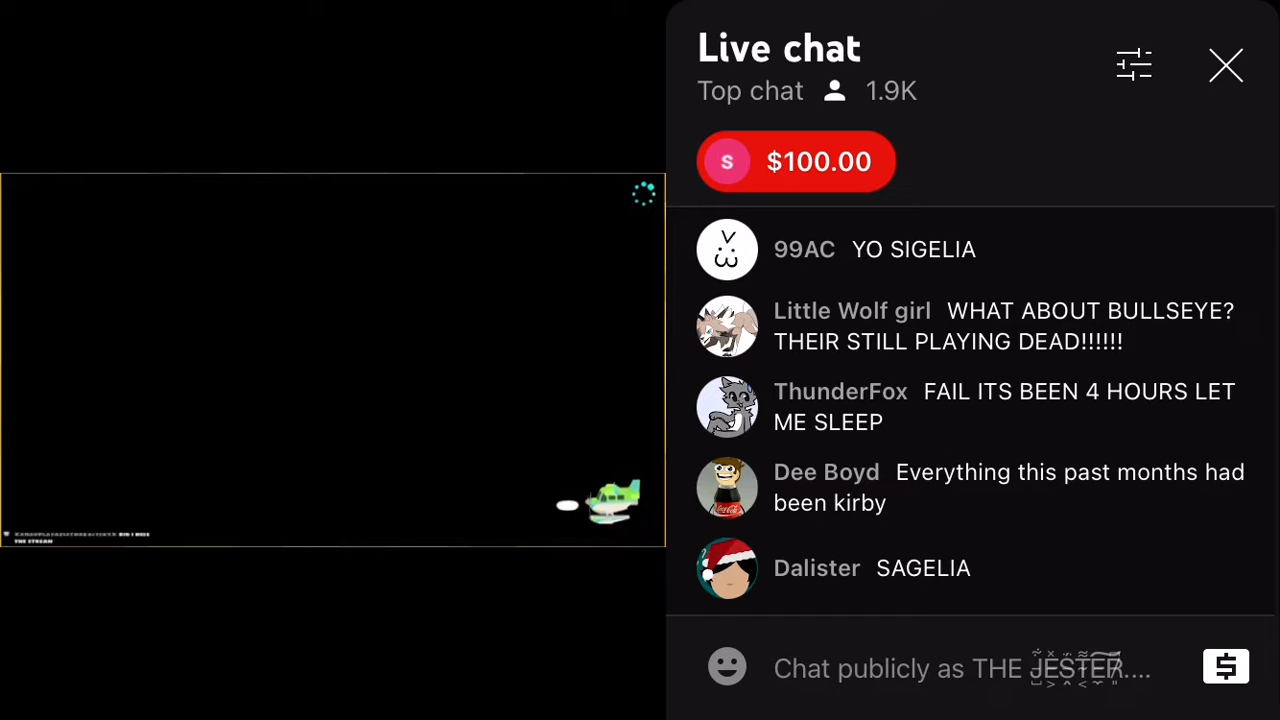 Live chat
Top chat 1.9K
S $100.00
99AC YO SIGELIA
Little Wolf girl WHAT ABOUT BULLSEYE?
THEIR STILL PLAYING DEAD!!!!!!
ThunderFox FAIL ITS BEEN 4 HOURS LET
ME SLEEP
Dee Boyd Everything this past months had
been kirby
Dalister SAGELIA
Chat publicly as THE JESTER....
THE STREAM